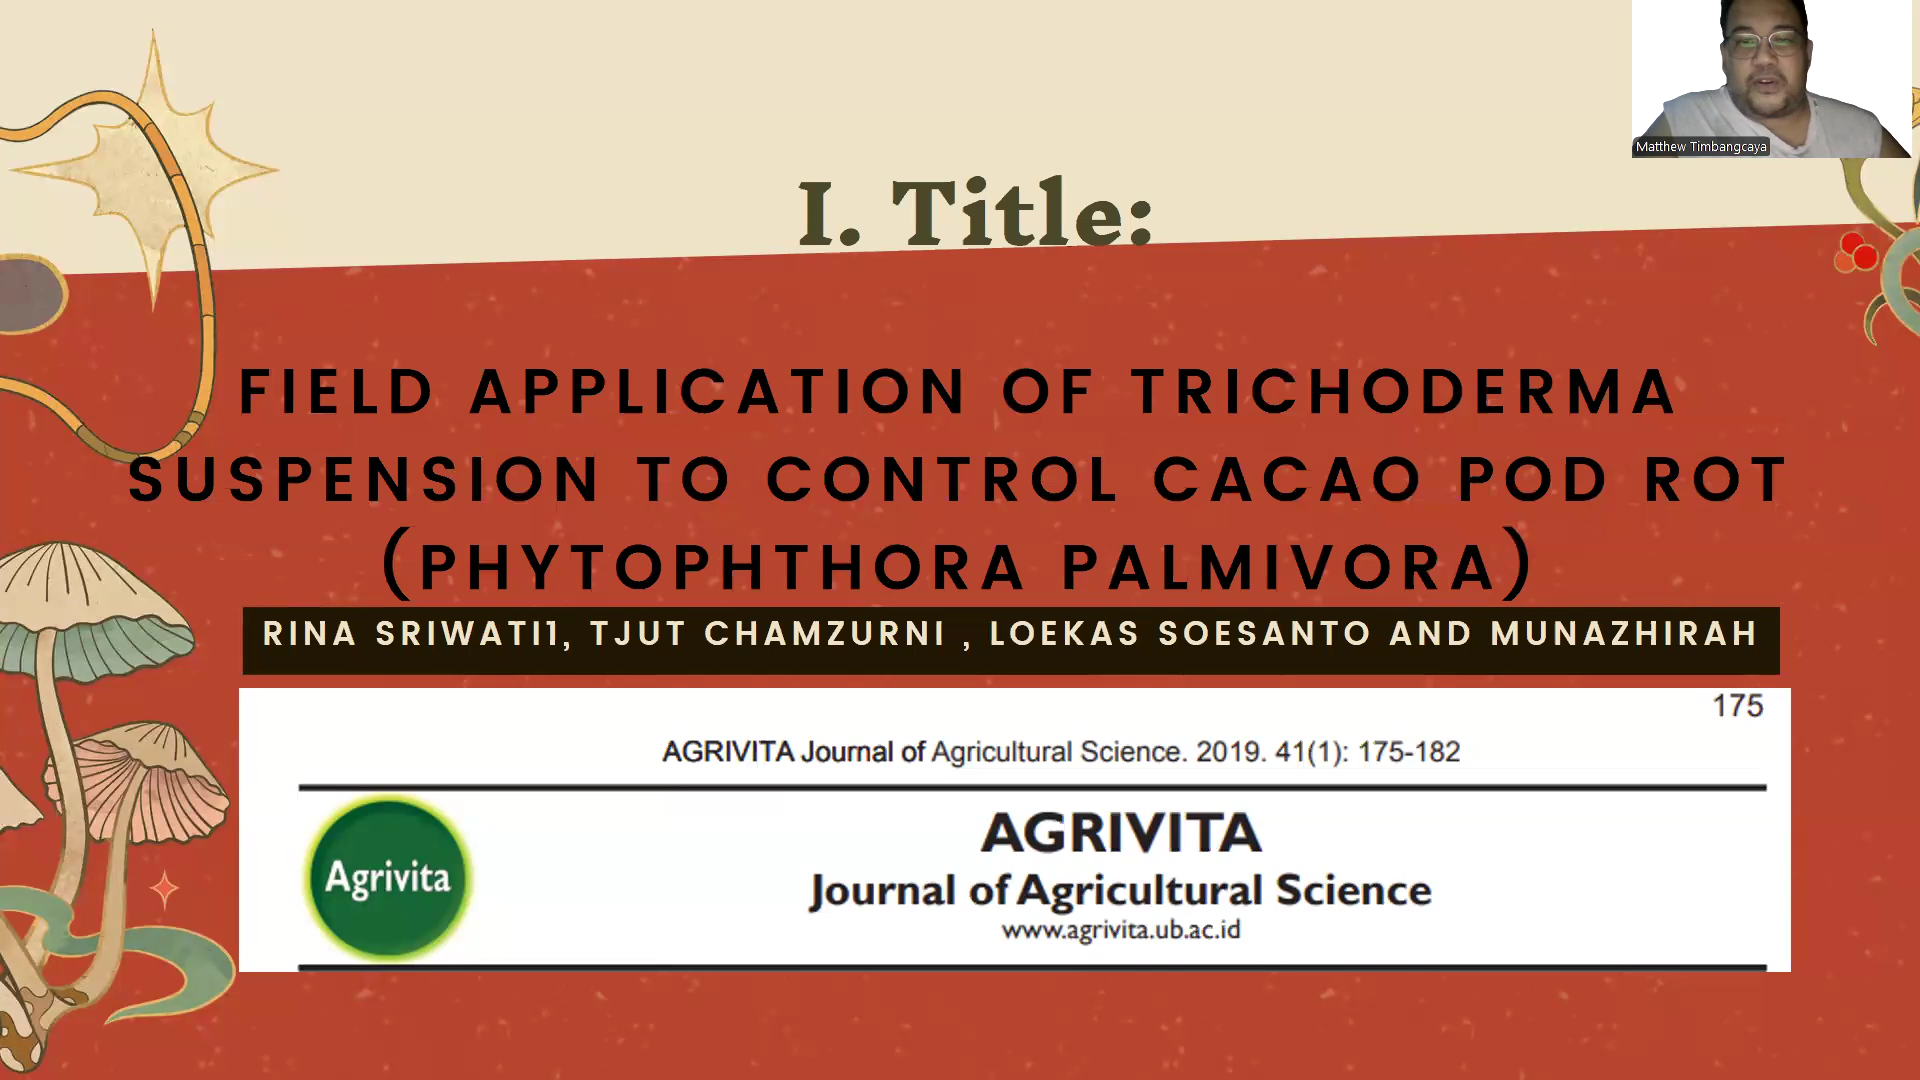 Matthew Timbangcaya
I. Title:
FIELD APPLICATION OF TRICHODERMA
SUSPENSION TO CONTROL CACAO POD ROT
(PHYTOPHTHORA PALMIVORA)
RINA SRIWATI1, TJUT CHAMZURNI , LOEKAS SOESANTO AND MUNAZHIRAH
175
AGRIVITA Journal of Agricultural Science. 2019. 41(1): 175-182
Agrivita
AGRIVITA
Journal of Agricultural Science
www.agrivita.ub.ac.id